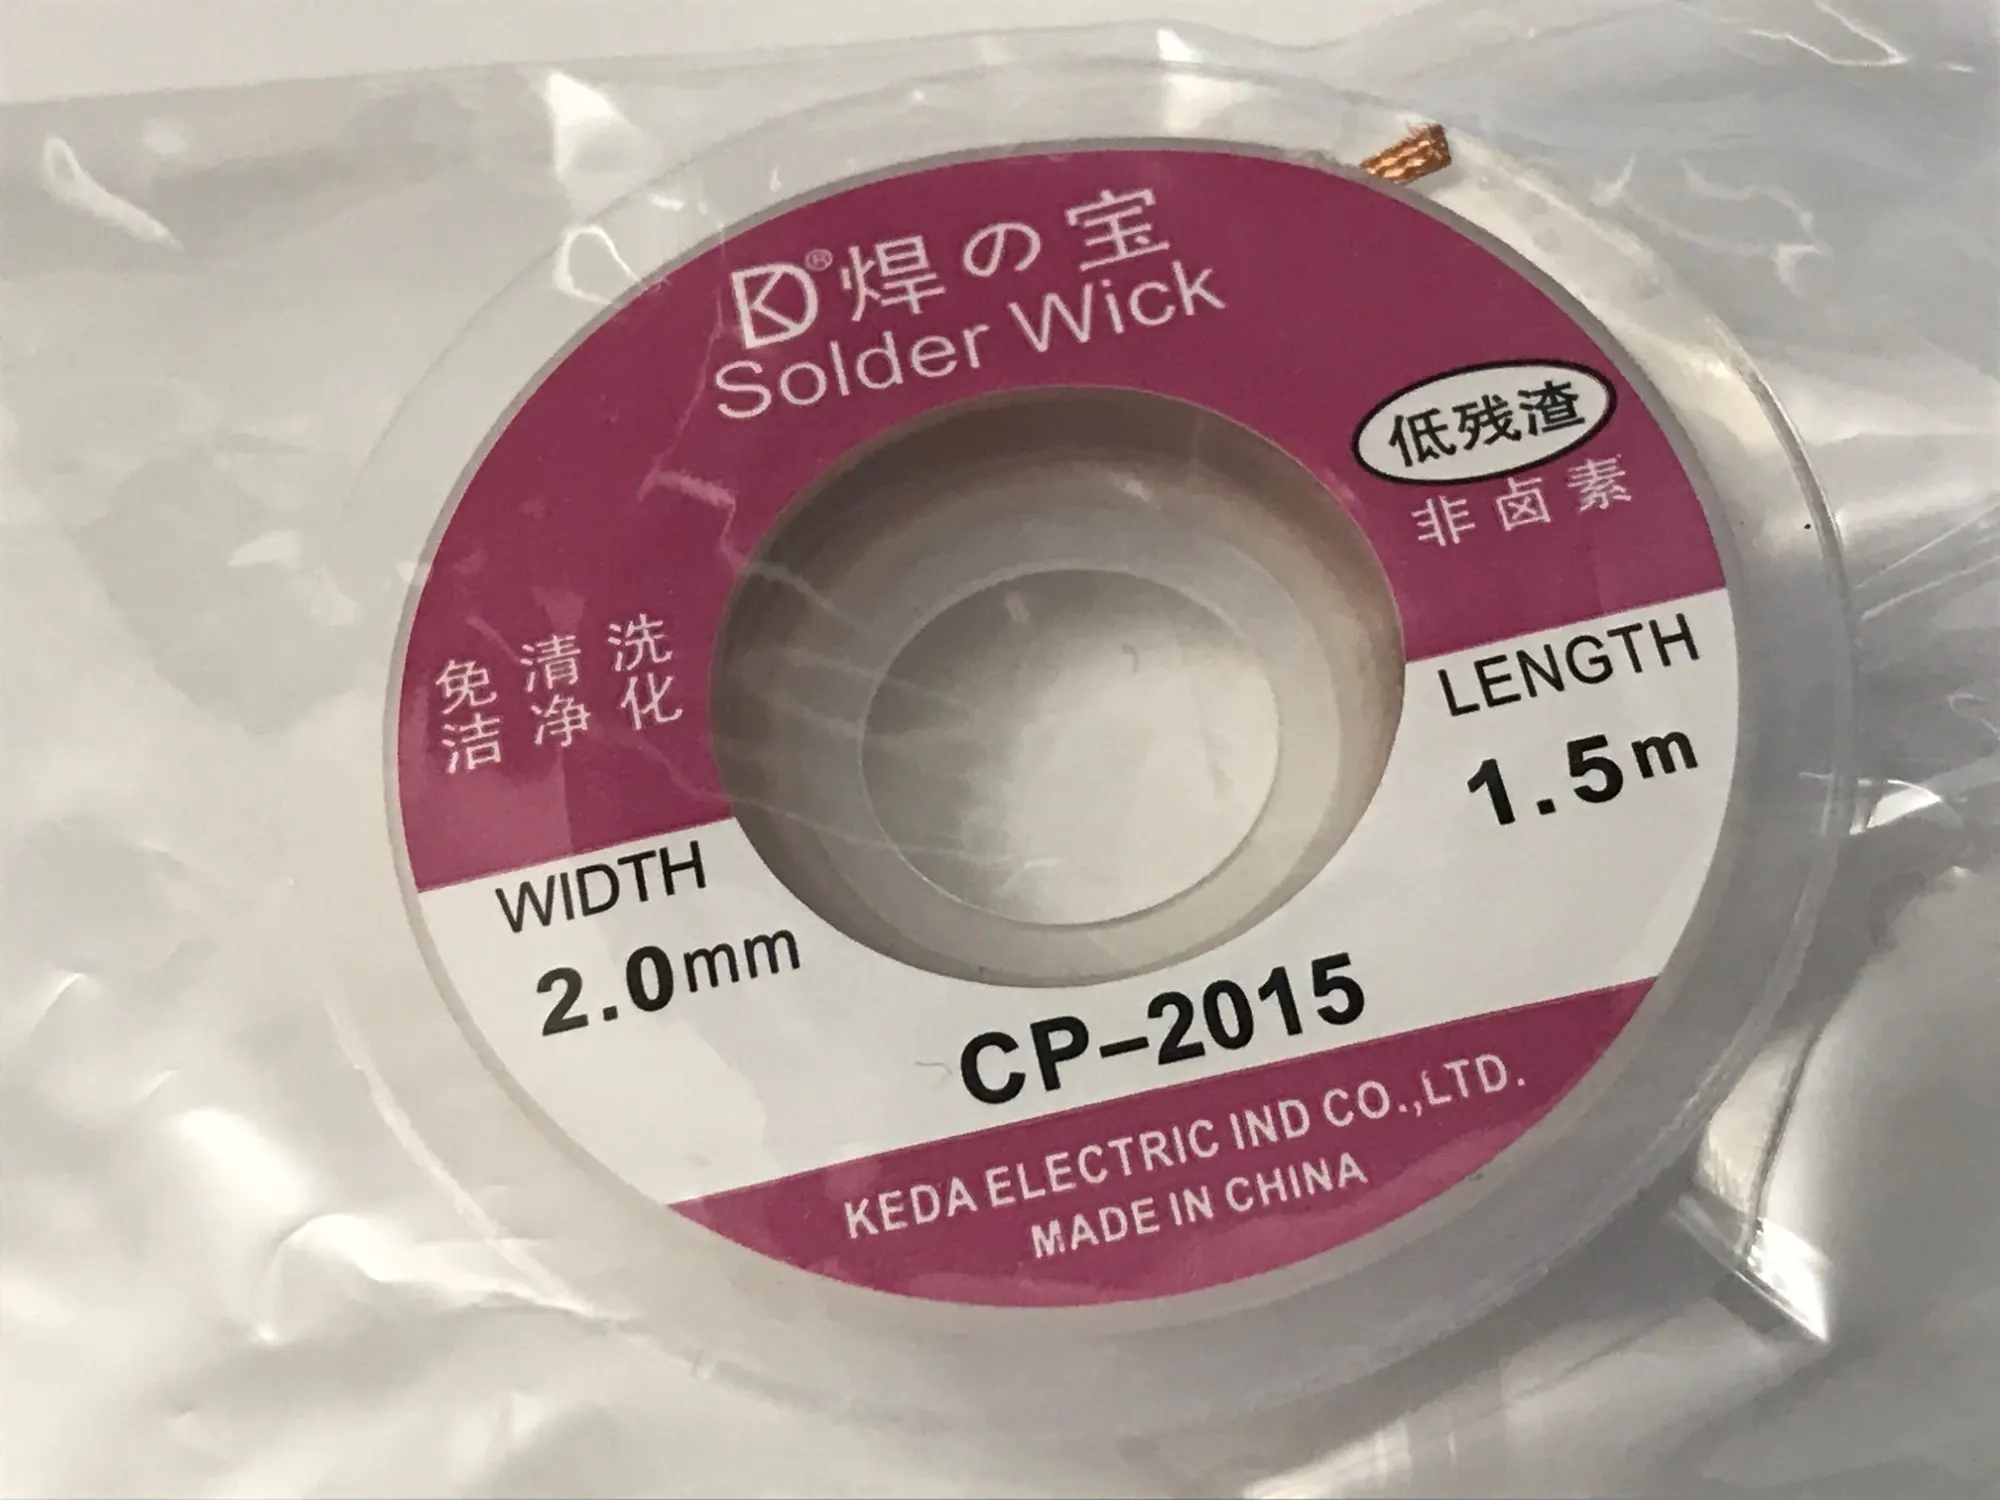 KD® 焊の宝
Solder Wick
低残渣
非卤素
免清洗
洁净化
LENGTH
1.5m
WIDTH
2.0mm
CP-2015
KEDA ELECTRIC IND CO.,LTD.
MADE IN CHINA